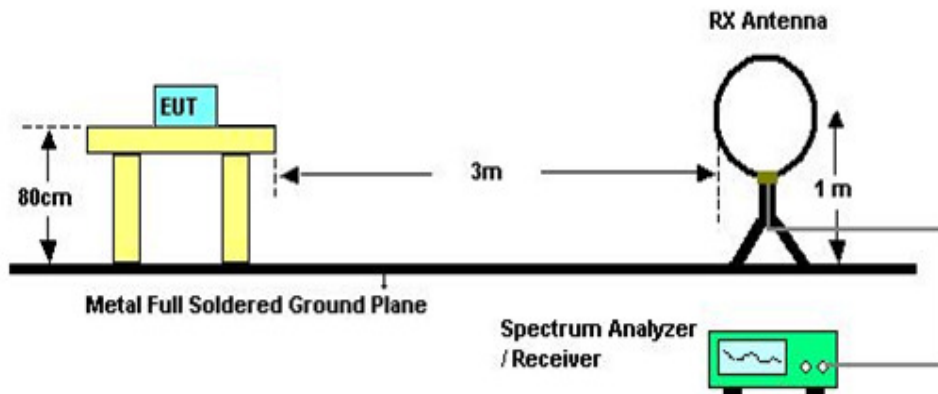 RX Antenna
EUT
3m
80cm
1 m
Metal Full Soldered Ground Plane
Spectrum Analyzer
/ Receiver